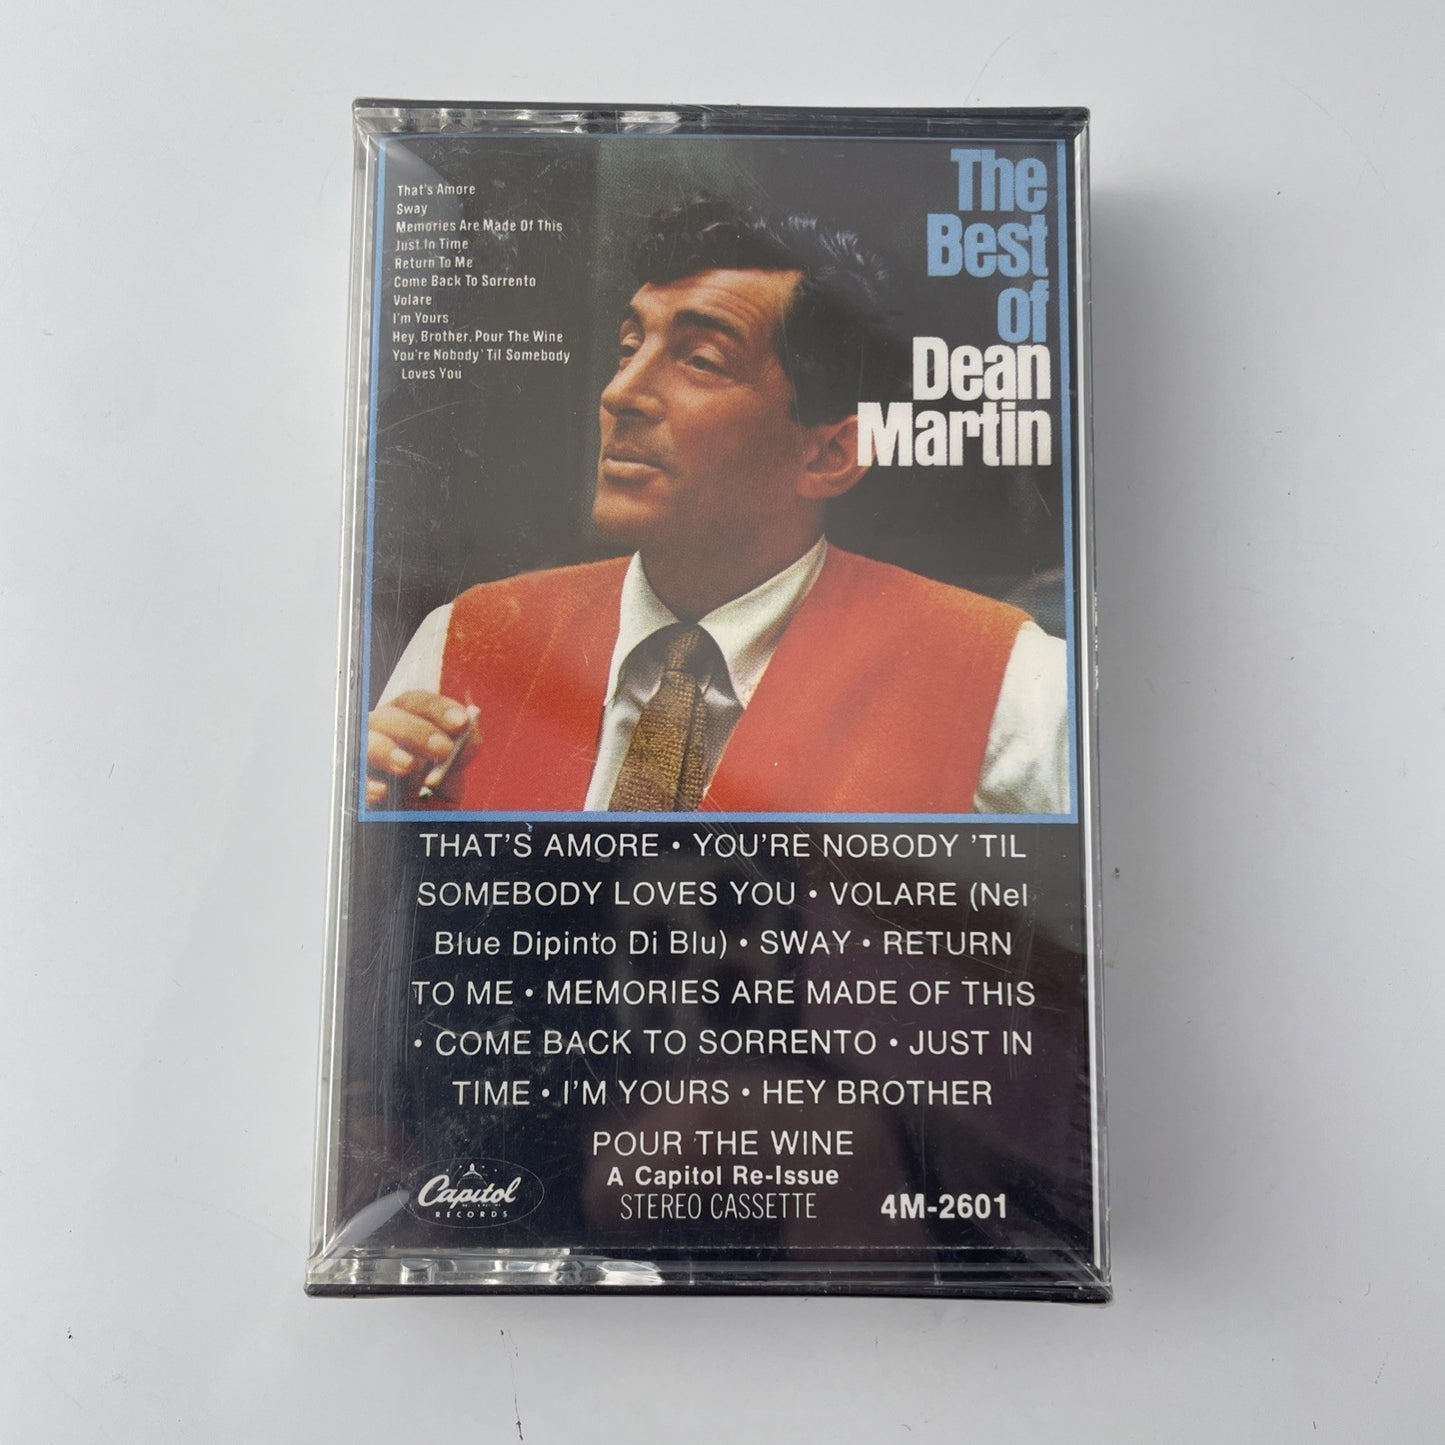 That's Amore
Sway
Memories Are Made Of This
Just In Time
Return To Me
Come Back To Sorrento
Volare
I'm Yours
Hey, Brother, Pour The Wine
You're Nobody 'Til Somebody
Loves You
The
Best
Of
Dean
Martin
THAT'S AMORE • YOU'RE NOBODY 'TIL
SOMEBODY LOVES YOU • VOLARE (Nel
Blue Dipinto Di Blu) • SWAY • RETURN
TO ME • MEMORIES ARE MADE OF THIS
• COME BACK TO SORRENTO • JUST IN
TIME • I'M YOURS • HEY BROTHER
POUR THE WINE
A Capitol Re-Issue
STEREO CASSETTE
4M-2601
Capitol
RECORDS